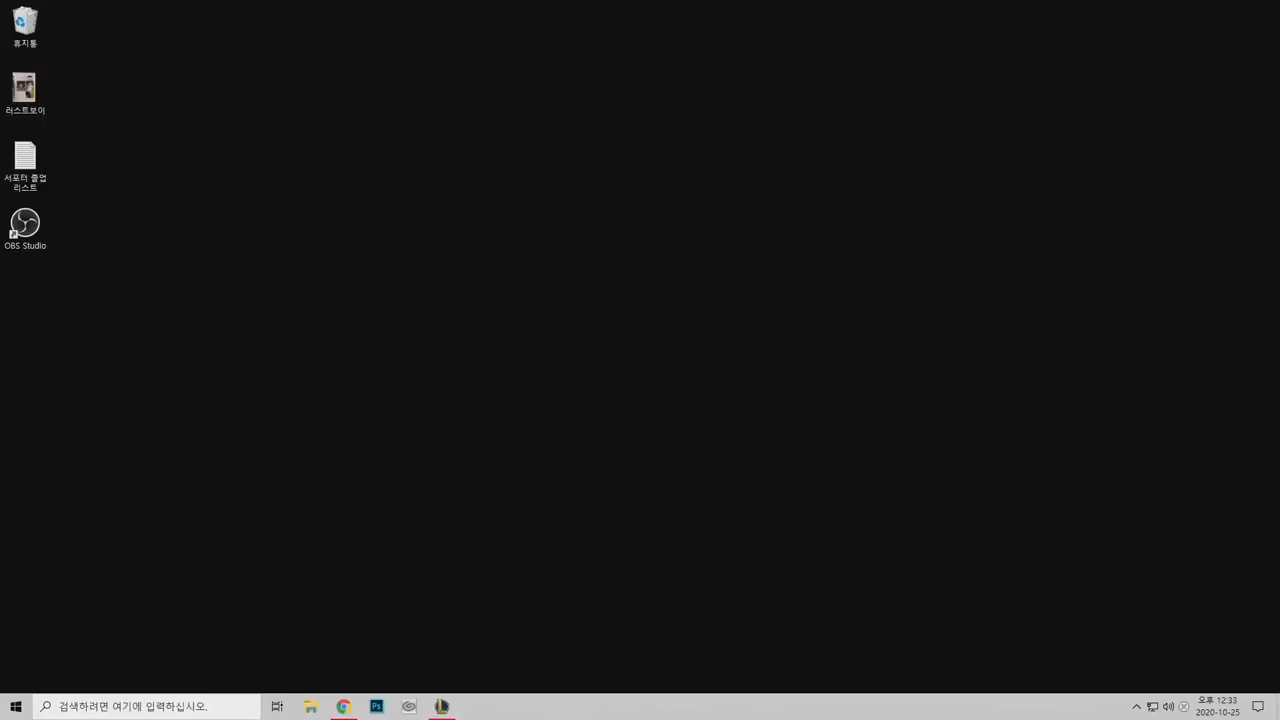 휴지통
러스트보이
서포터 졸업
리스트
OBS Studio
검색하려면 여기에 입력하십시오.
Ps
오후 12:33
2020-10-25